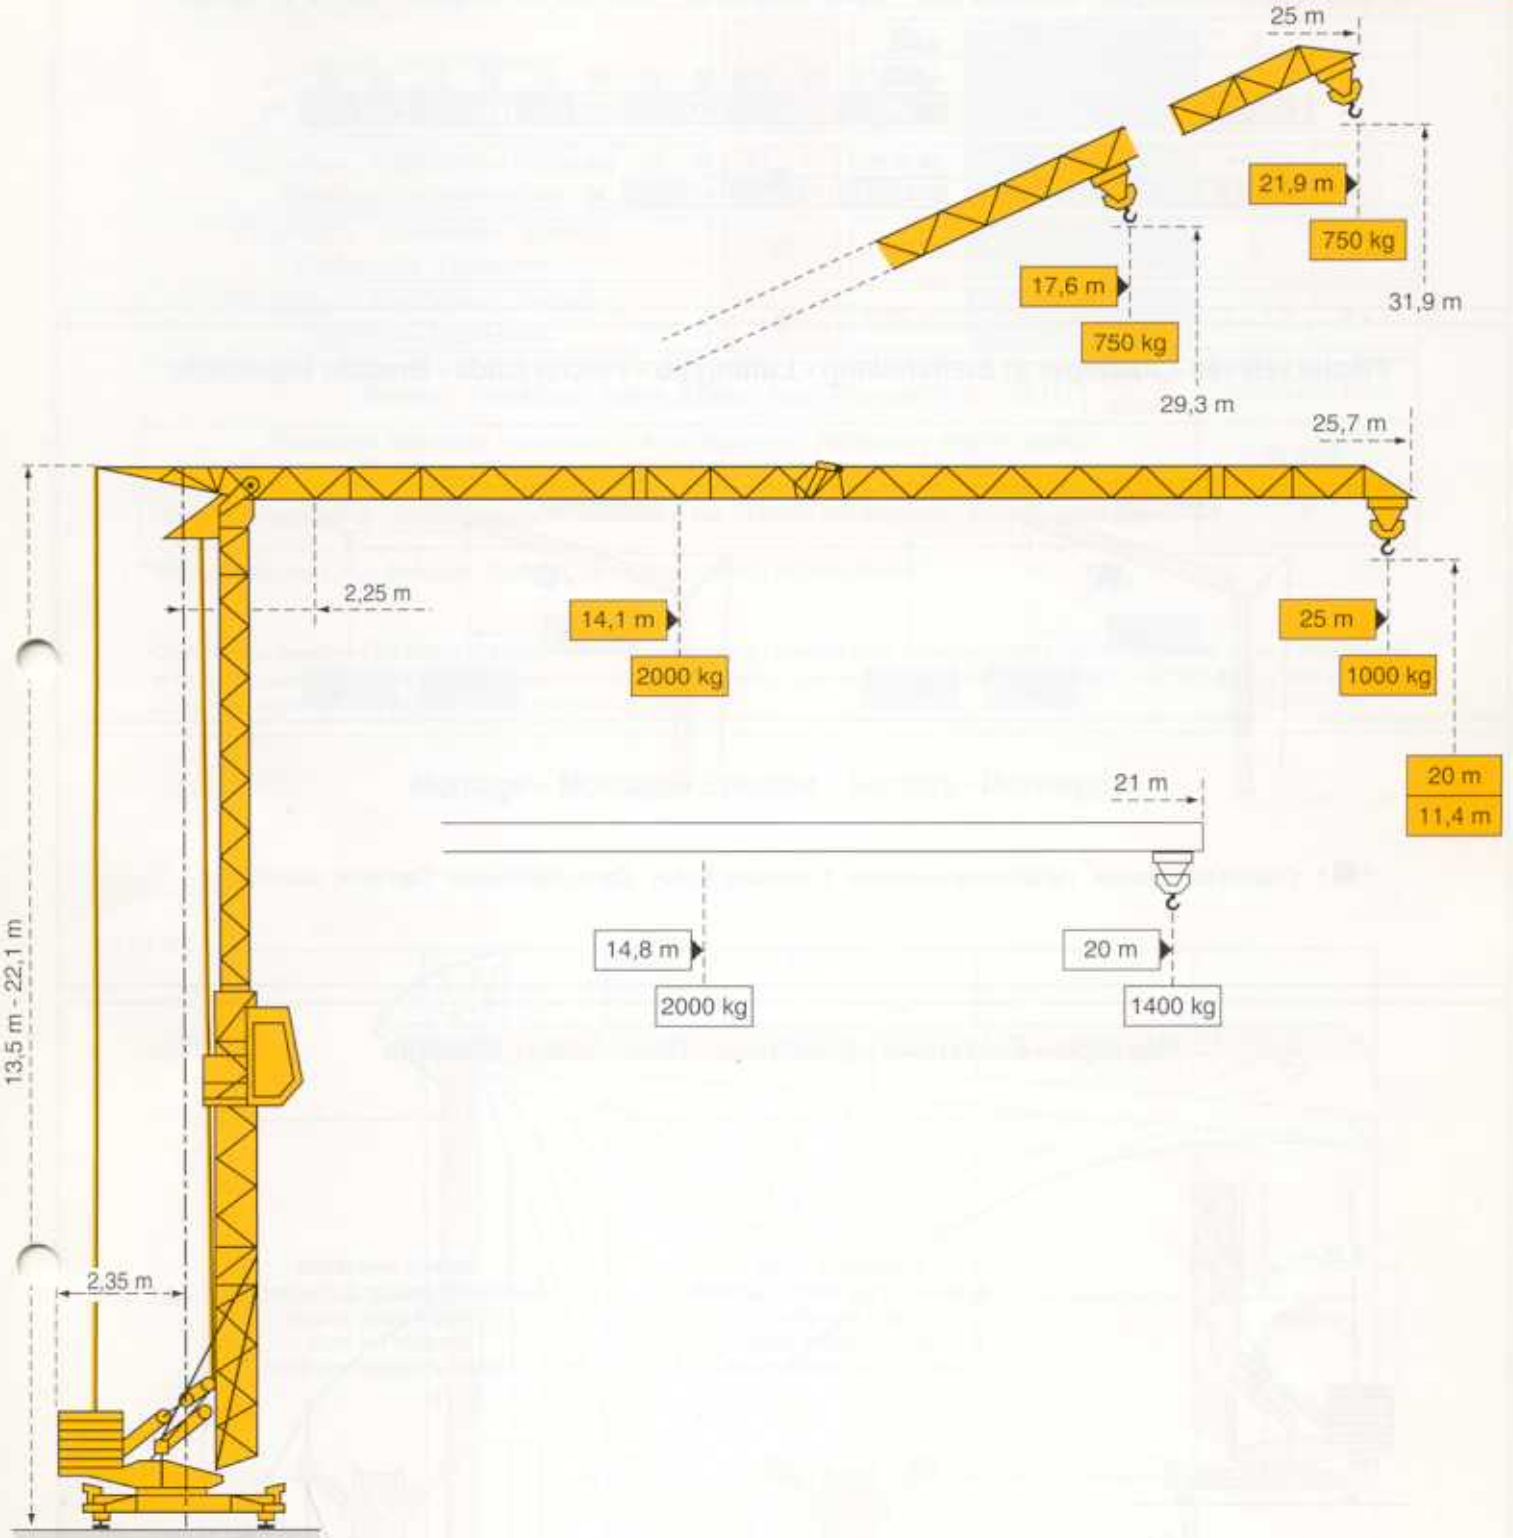 25 m
21,9 m
750 kg
31,9 m
17,6 m
750 kg
29,3 m
25,7 m
2,25 m
14,1 m
2000 kg
25 m
1000 kg
20 m
11,4 m
21 m
14,8 m
2000 kg
20 m
1400 kg
13,5 m - 22,1 m
2,35 m